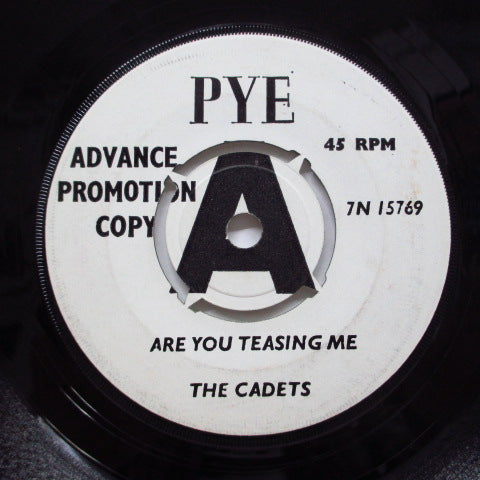 PYE
ADVANCE
PROMOTION
COPY
45 RPM
7N 15769
A
ARE YOU TEASING ME
THE CADETS